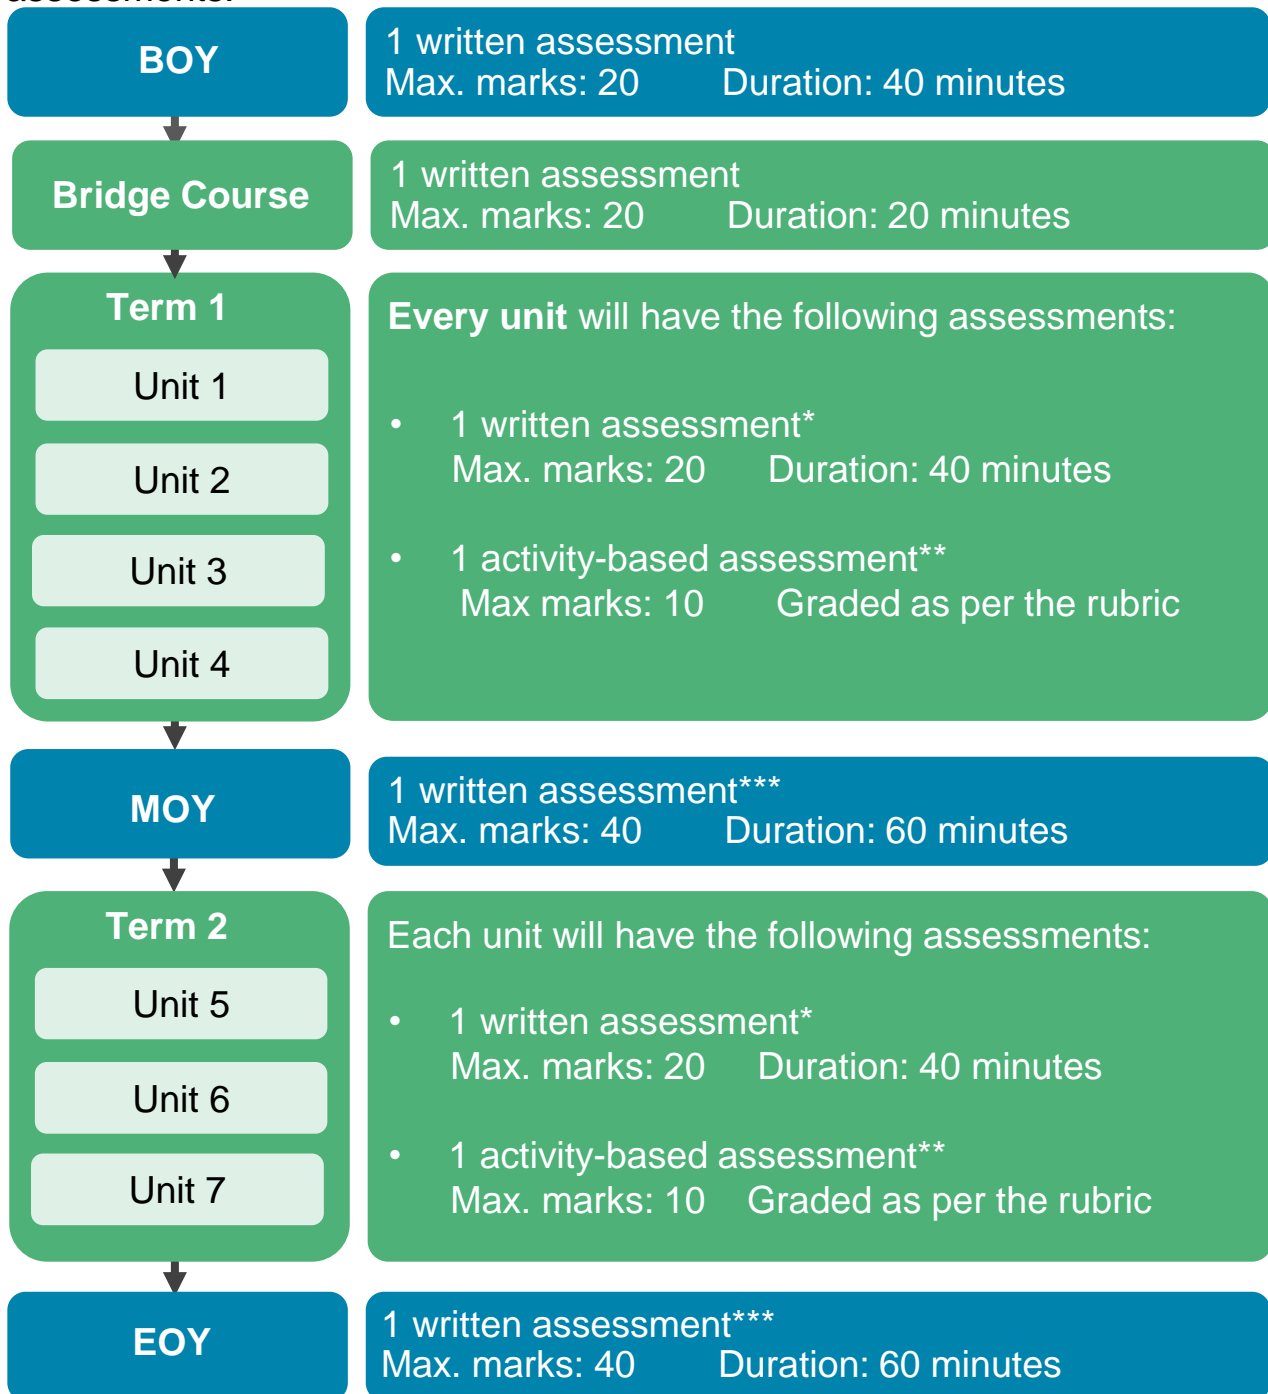 assessments.
BOY
1 written assessment
Max. marks: 20 Duration: 40 minutes
Bridge Course
1 written assessment
Max. marks: 20 Duration: 20 minutes
Term 1
Unit 1
Unit 2
Unit 3
Unit 4
Every unit will have the following assessments:
• 1 written assessment*
Max. marks: 20 Duration: 40 minutes
• 1 activity-based assessment**
Max marks: 10 Graded as per the rubric
MOY
1 written assessment***
Max. marks: 40 Duration: 60 minutes
Term 2
Unit 5
Unit 6
Unit 7
Each unit will have the following assessments:
• 1 written assessment*
Max. marks: 20 Duration: 40 minutes
• 1 activity-based assessment**
Max. marks: 10 Graded as per the rubric
EOY
1 written assessment***
Max. marks: 40 Duration: 60 minutes